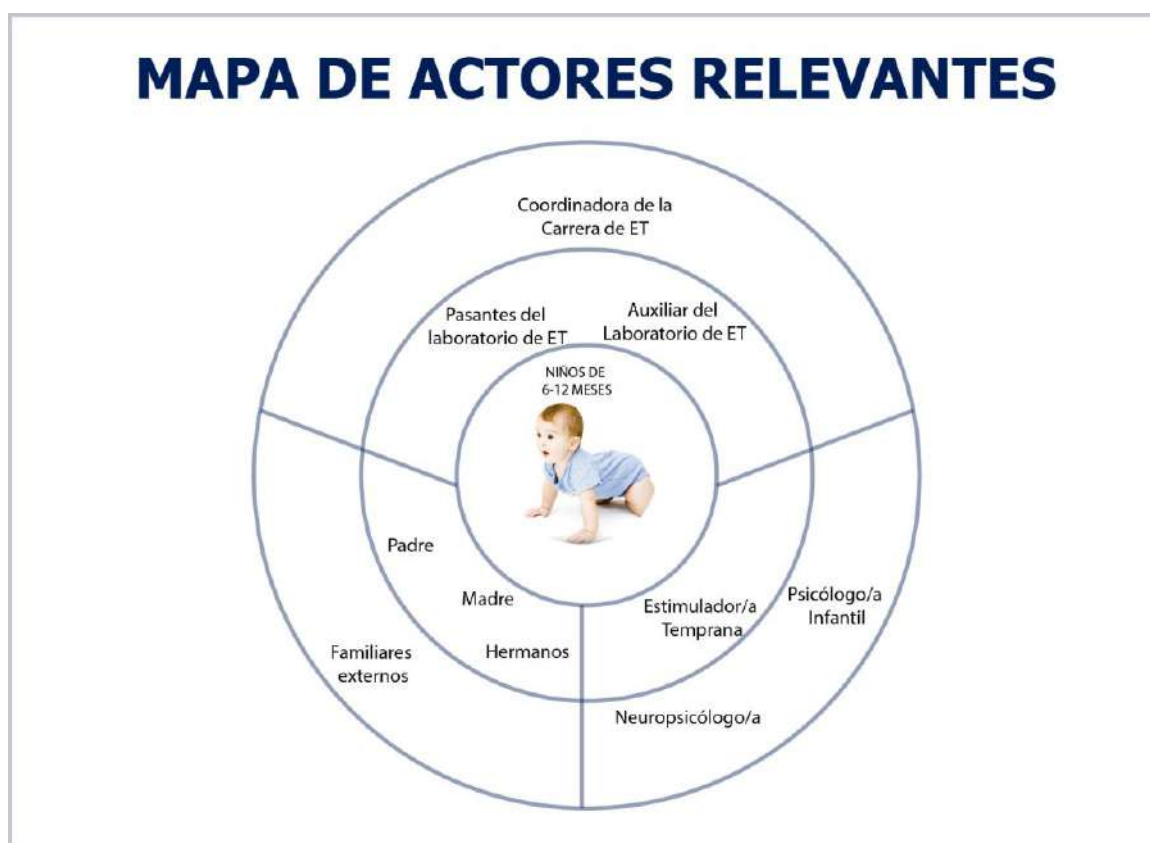 MAPA DE ACTORES RELEVANTES
Coordinadora de la
Carrera de ET
Pasantes del
laboratorio de ET
Auxiliar del
Laboratorio de ET
NIÑOS DE
6-12 MESES
Padre
Madre
Hermanos
Familiares
externos
Estimulador/a
Temprana
Psicólogo/a
Infantil
Neuropsicólogo/a